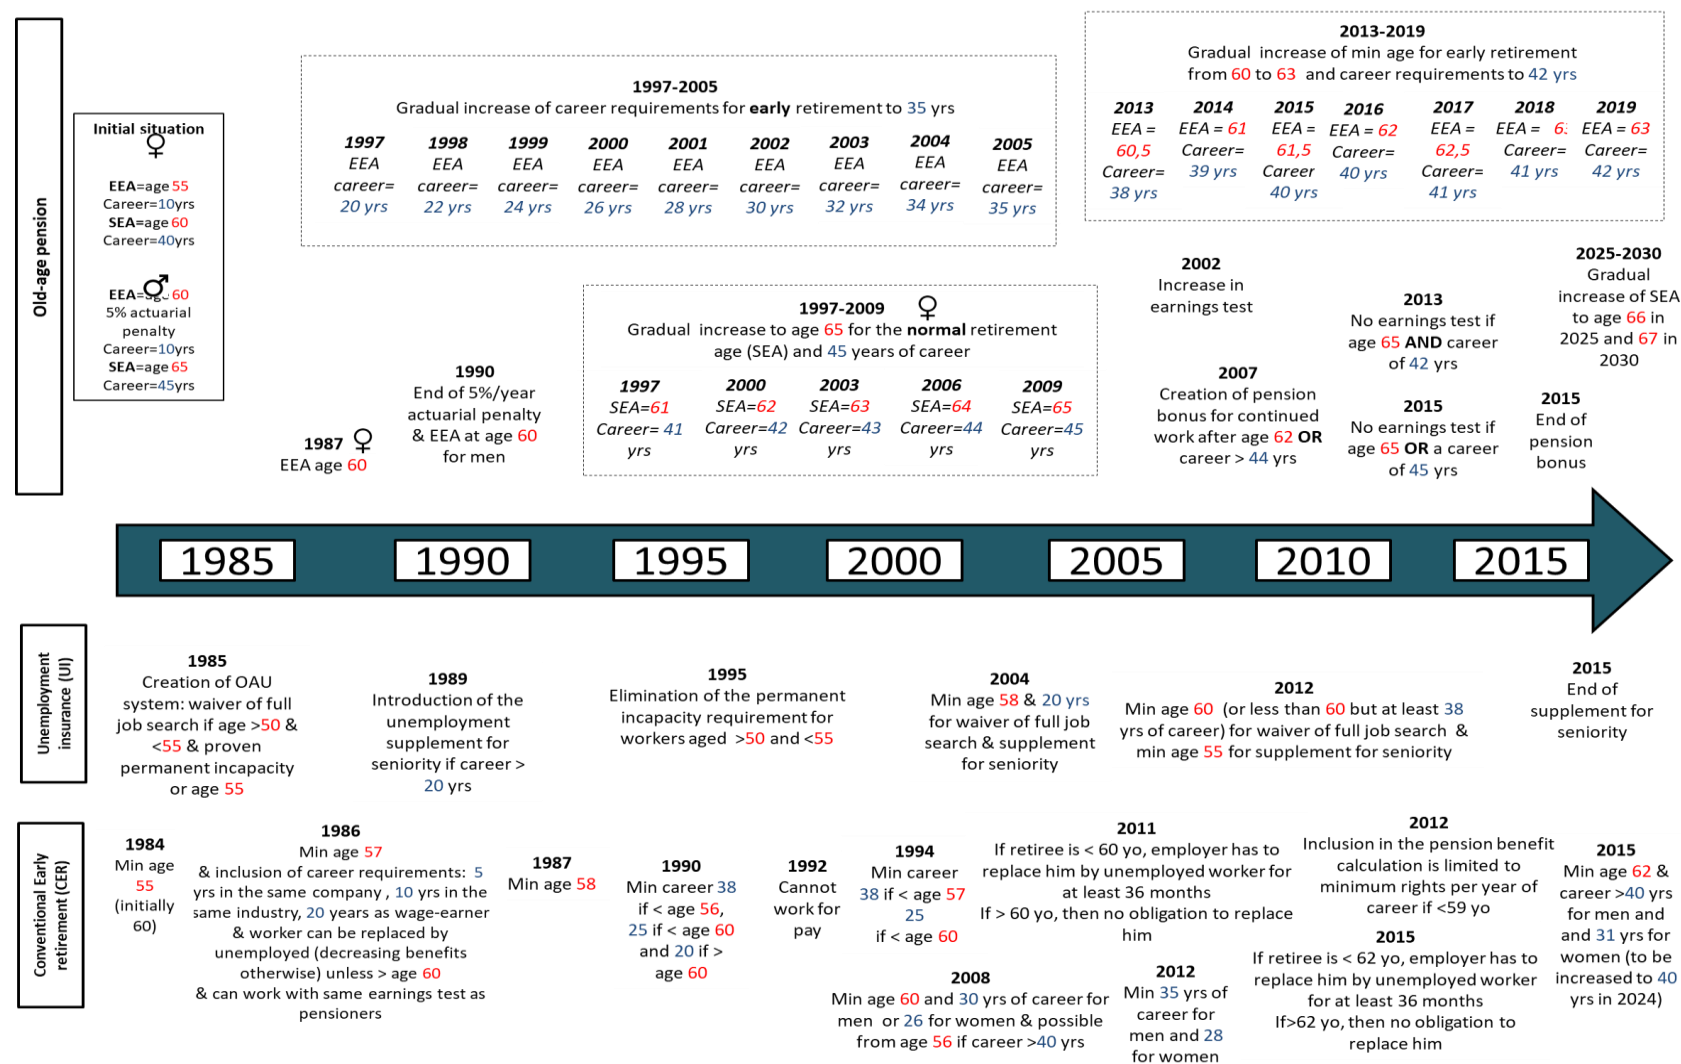 Old-age pension
Initial situation
♀
EEA=age 55
Career=10yrs
SEA=age 60
Career=40yrs
♂
EEA=age 60
5% actuarial
penalty
Career=10yrs
SEA=age 65
Career=45yrs
1997-2005
Gradual increase of career requirements for early retirement to 35 yrs
1997
EEA
career=
20 yrs
1998
EEA
career=
22 yrs
1999
EEA
career=
24 yrs
2000
EEA
career=
26 yrs
2001
EEA
career=
28 yrs
2002
EEA
career=
30 yrs
2003
EEA
career=
32 yrs
2004
EEA
career=
34 yrs
2005
EEA
career=
35 yrs
2013-2019
Gradual increase of min age for early retirement
from 60 to 63 and career requirements to 42 yrs
2013
EEA =
60,5
Career=
38 yrs
2014
EEA = 61
Career=
39 yrs
2015
EEA =
61,5
Career
40 yrs
2016
EEA = 62
Career=
40 yrs
2017
EEA =
62,5
Career=
41 yrs
2018
EEA =
Career=
41 yrs
2019
EEA = 63
Career=
42 yrs
1987 ♀
EEA age 60
1990
End of 5%/year
actuarial penalty
& EEA at age 60
for men
1997-2009 ♀
Gradual increase to age 65 for the normal retirement
age (SEA) and 45 years of career
1997
SEA=61
Career= 41
yrs
2000
SEA=62
Career=42
yrs
2003
SEA=63
Career=43
yrs
2006
SEA=64
Career=44
yrs
2009
SEA=65
Career=45
yrs
2002
Increase in
earnings test
2007
Creation of pension
bonus for continued
work after age 62 OR
career > 44 yrs
2013
No earnings test if
age 65 AND career
of 42 yrs
2015
No earnings test if
age 65 OR a career
of 45 yrs
2025-2030
Gradual
increase of SEA
to age 66 in
2025 and 67 in
2030
2015
End of
pension
bonus
1985
1990
1995
2000
2005
2010
2015
Unemployment
insurance (UI)
1985
Creation of OAU
system: waiver of full
job search if age >50 &
<55 & proven
permanent incapacity
or age 55
1989
Introduction of the
unemployment
supplement for
seniority if career >
20 yrs
1995
Elimination of the permanent
incapacity requirement for
workers aged >50 and <55
2004
Min age 58 & 20 yrs
for waiver of full job
search & supplement
for seniority
2012
Min age 60 (or less than 60 but at least 38
yrs of career) for waiver of full job search &
min age 55 for supplement for seniority
2015
End of
supplement for
seniority
Conventional Early
retirement (CER)
1984
Min age
55
(initially
60)
1986
Min age 57
& inclusion of career requirements: 5
yrs in the same company , 10 yrs in the
same industry, 20 years as wage-earner
& worker can be replaced by
unemployed (decreasing benefits
otherwise) unless > age 60
& can work with same earnings test as
pensioners
1987
Min age 58
1990
Min career 38
if < age 56,
25 if < age 60
and 20 if >
age 60
1992
Cannot
work for
pay
1994
Min career
38 if < age 57
25
if < age 60
2008
Min age 60 and 30 yrs of career for
men or 26 for women & possible
from age 56 if career >40 yrs
2011
If retiree is < 60 yo, employer has to
replace him by unemployed worker for
at least 36 months
If > 60 yo, then no obligation to replace
him
2012
Min 35 yrs of
career for
men and 28
for women
2012
Inclusion in the pension benefit
calculation is limited to
minimum rights per year of
career if <59 yo
2015
If retiree is < 62 yo, employer has to
replace him by unemployed worker
for at least 36 months
If>62 yo, then no obligation to
replace him
2015
Min age 62 &
career >40 yrs
for men and
and 31 yrs for
women (to be
increased to 40
yrs in 2024)